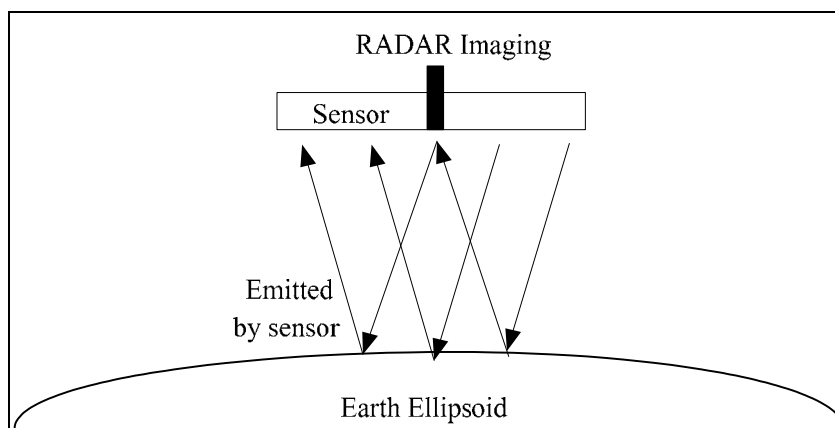 RADAR Imaging
Sensor
Emitted
by sensor
Earth Ellipsoid